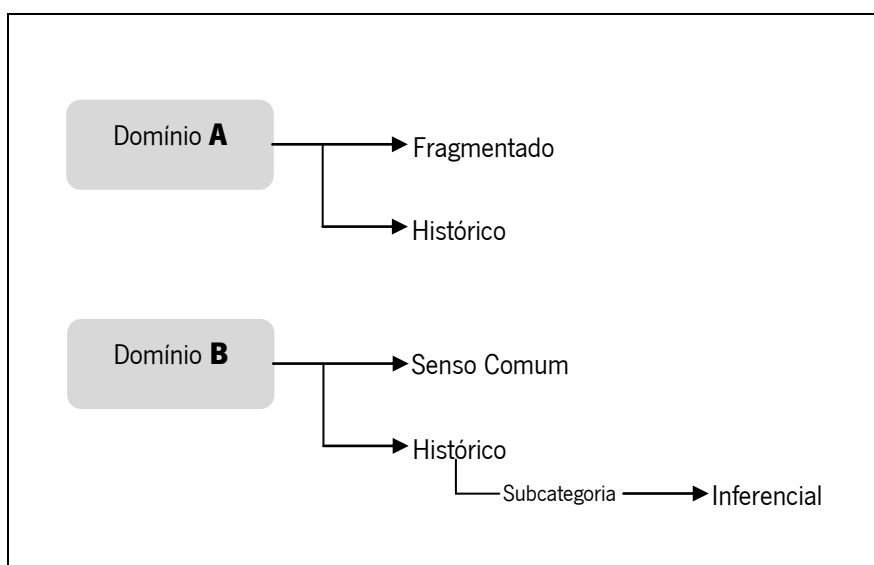 Domínio A
Fragmentado
Histórico
Domínio B
Senso Comum
Histórico
Subcategoria
Inferencial